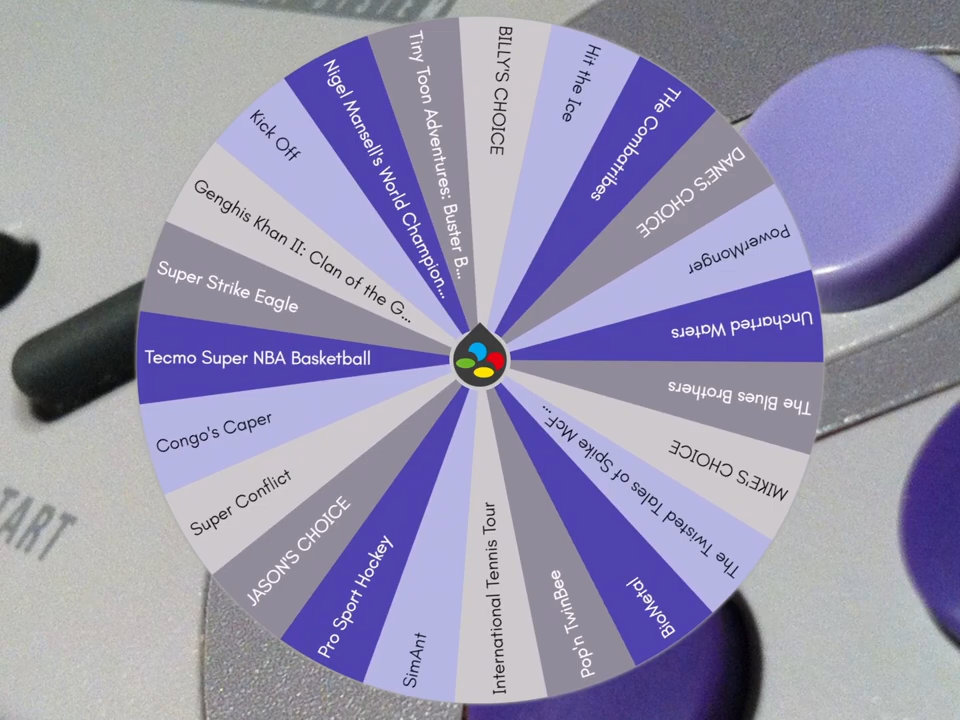 BILLY'S CHOICE
Hit the Ice
THe Combatribes
DANE'S CHOICE
PowerMonger
Uncharted Waters
The Blues Brothers
MIKE'S CHOICE
The Twisted Tales of Spike McF...
BioMetal
Pop'n TwinBee
International Tennis Tour
SimAnt
Pro Sport Hockey
JASON'S CHOICE
Super Conflict
Congo's Caper
Tecmo Super NBA Basketball
Super Strike Eagle
Genghis Khan II: Clan of the G...
Kick Off
Nigel Mansell's World Champion...
Tiny Toon Adventures: Buster B...